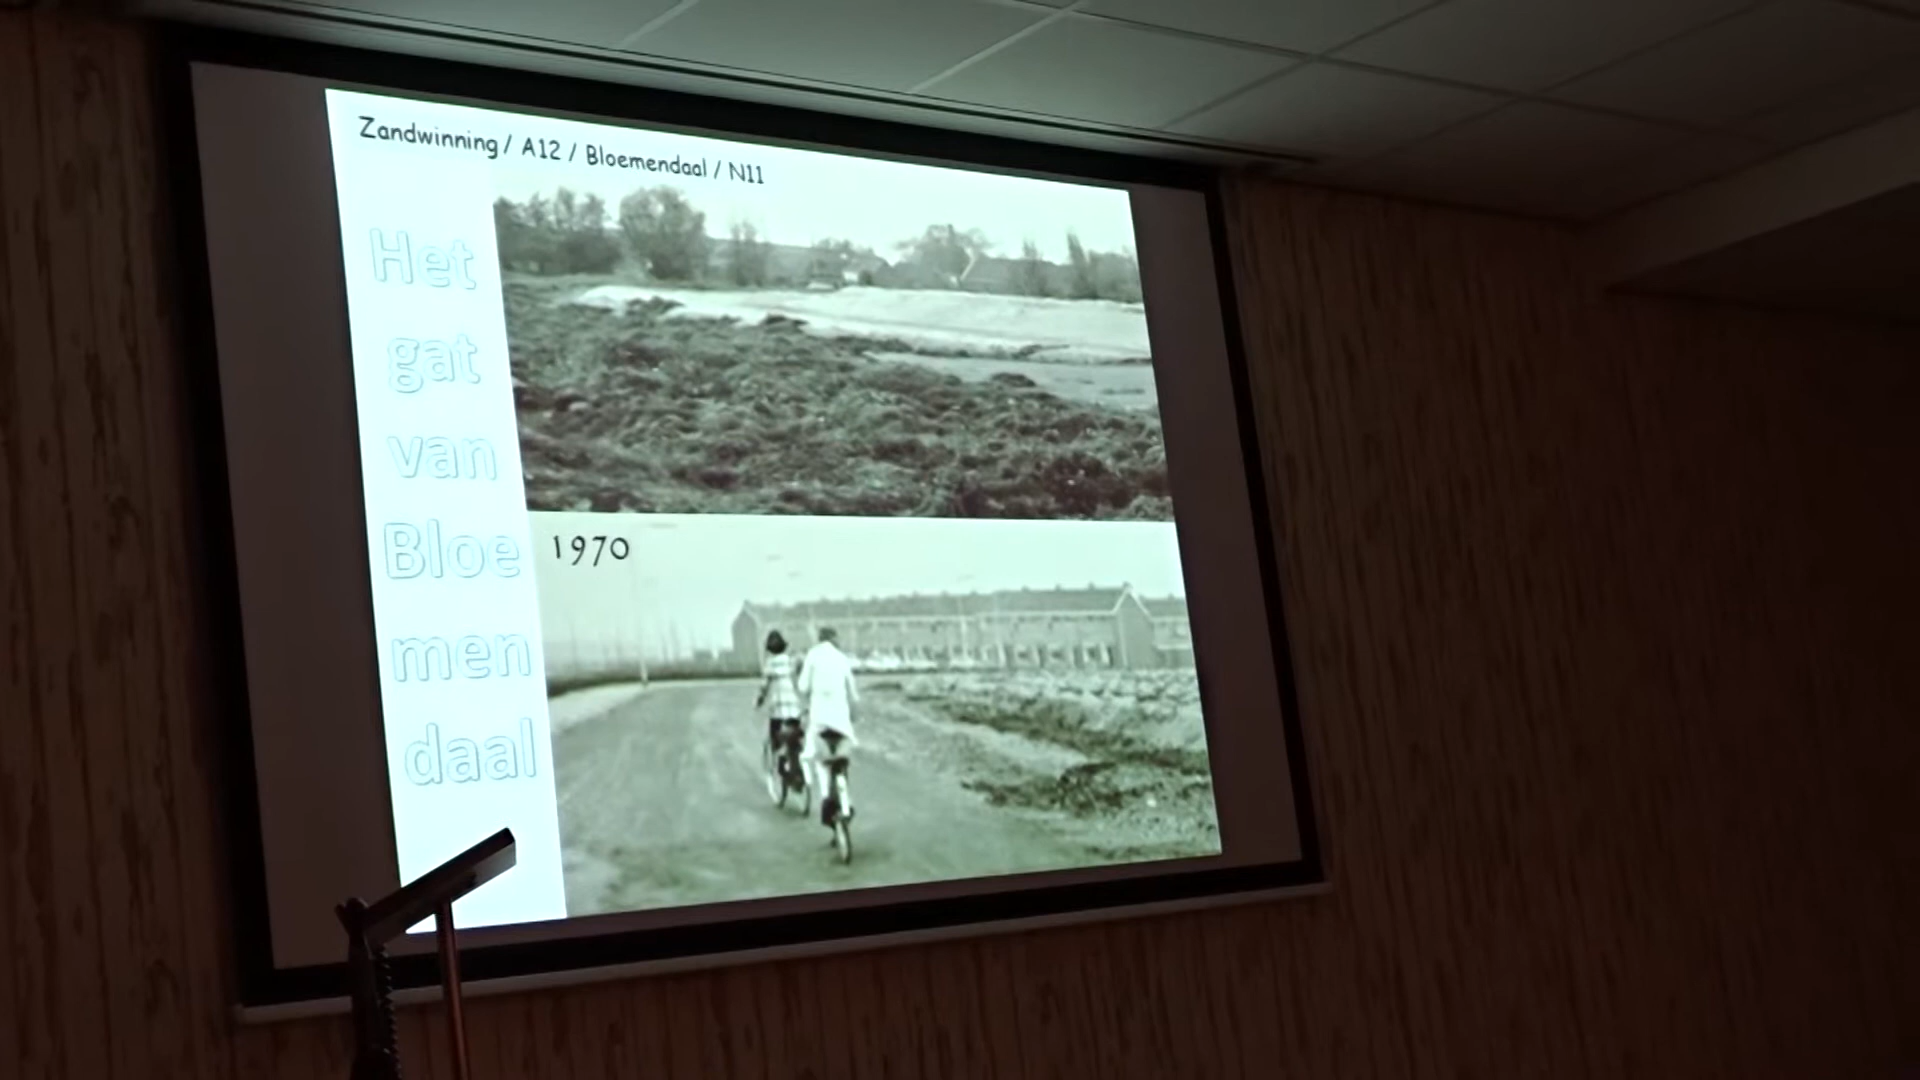 Zandwinning / A12 / Bloemendaal / N11
Het
gat
van
Bloe
men
daal
1970